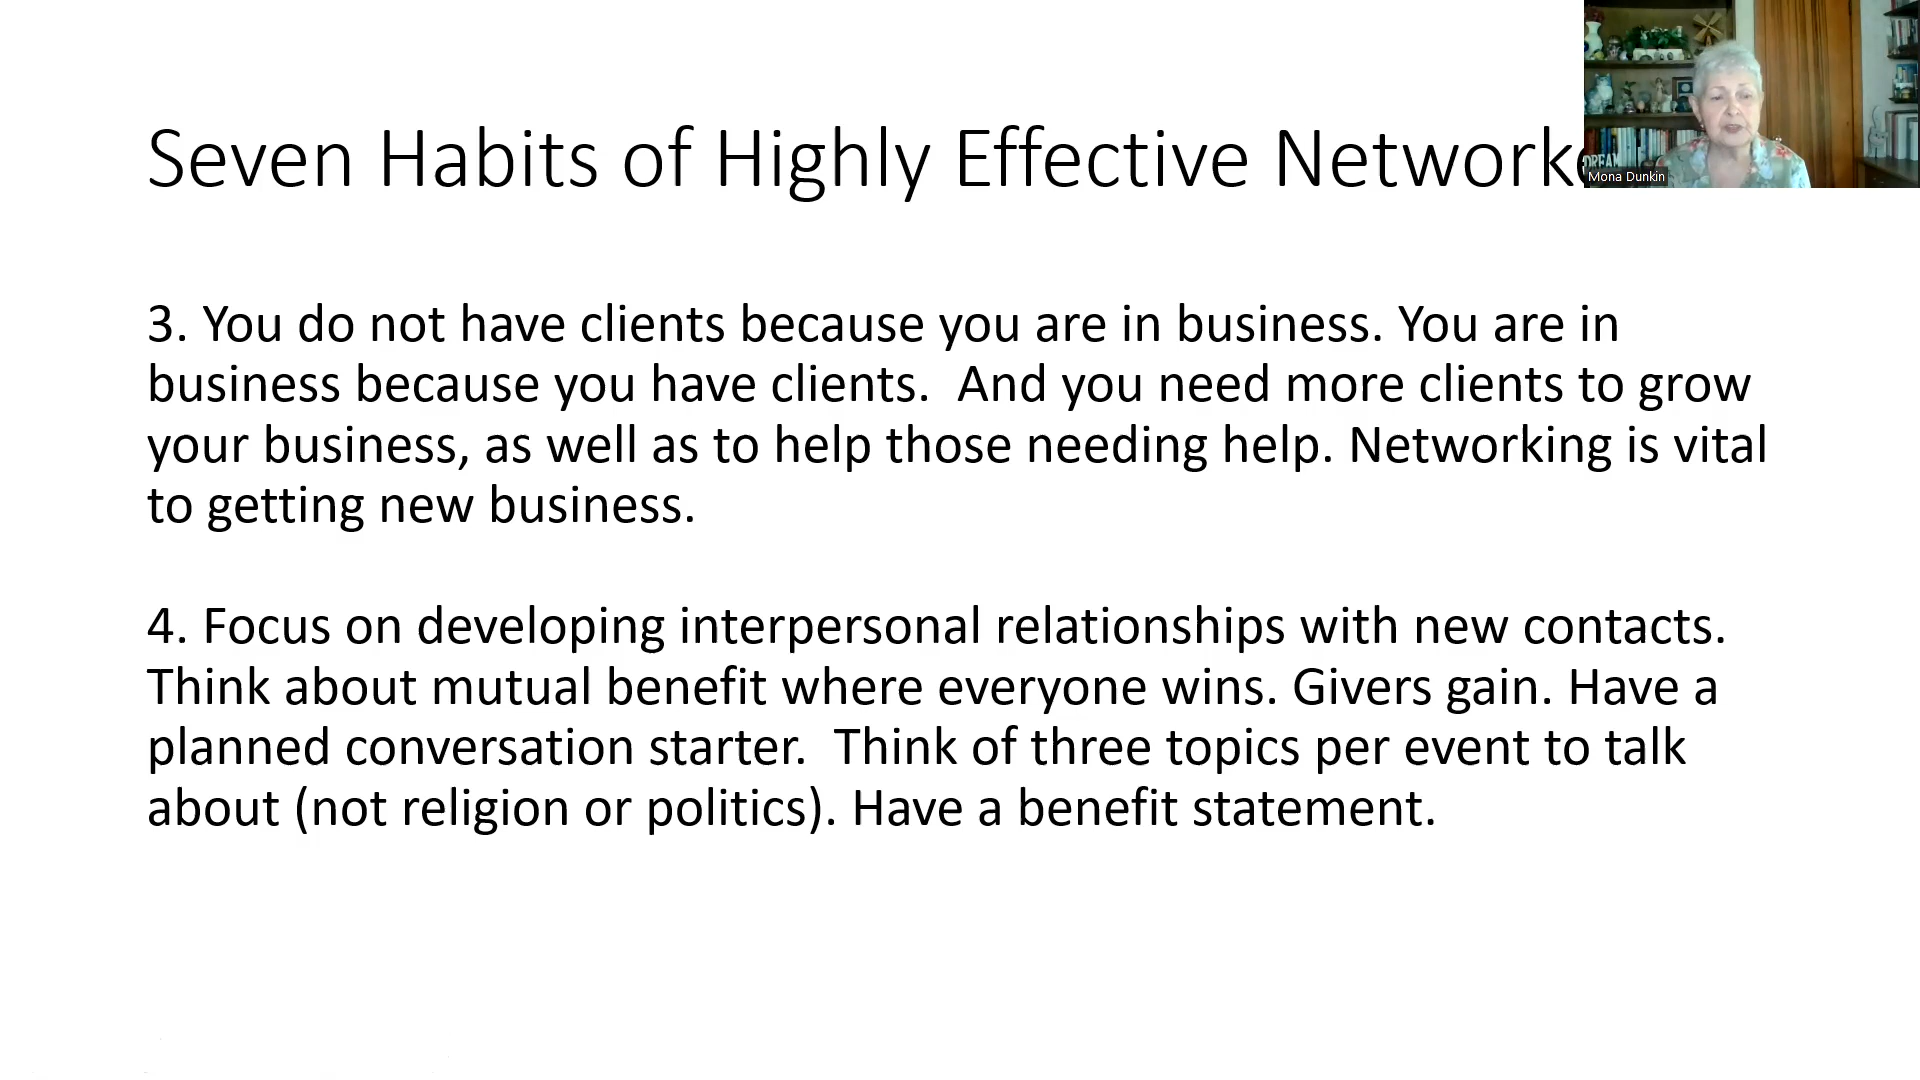 Seven Habits of Highly Effective
DREAM
Mona Dunkin
3. You do not have clients because you are in business. You are in
business because you have clients.  And you need more clients to grow
your business, as well as to help those needing help. Networking is vital
to getting new business.
4. Focus on developing interpersonal relationships with new contacts.
Think about mutual benefit where everyone wins. Givers gain. Have a
planned conversation starter.  Think of three topics per event to talk
about (not religion or politics). Have a benefit statement.